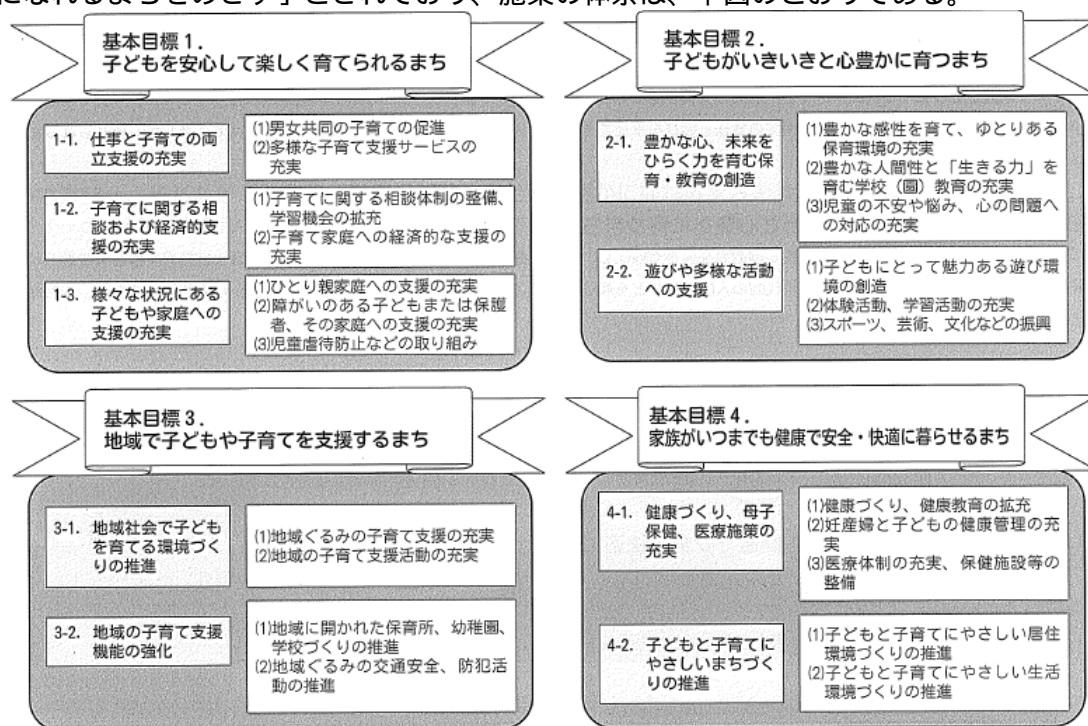 になれるまちをめざす」とされており、施策の体系は、下図のとおりである。
基本目標1.
子どもを安心して楽しく育てられるまち
1-1. 仕事と子育ての両
立支援の充実
(1)男女共同の子育ての促進
(2)多様な子育て支援サービスの
充実
1-2. 子育てに関する相
談および経済的支
援の充実
(1)子育てに関する相談体制の整備、
学習機会の拡充
(2)子育て家庭への経済的な支援の
充実
1-3. 様々な状況にある
子どもや家庭への
支援の充実
(1)ひとり親家庭への支援の充実
(2)障がいのある子どもまたは保護
者、その家庭への支援の充実
(3)児童虐待防止などの取り組み
基本目標2.
子どもがいきいきと心豊かに育つまち
2-1. 豊かな心、未来を
ひらく力を育む保
育・教育の創造
(1)豊かな感性を育て、ゆとりある
保育環境の充実
(2)豊かな人間性と「生きる力」を
育む学校（園）教育の充実
(3)児童の不安や悩み、心の問題へ
の対応の充実
2-2. 遊びや多様な活動
への支援
(1)子どもにとって魅力ある遊び環
境の創造
(2)体験活動、学習活動の充実
(3)スポーツ、芸術、文化などの振興
基本目標3.
地域で子どもや子育てを支援するまち
3-1. 地域社会で子ども
を育てる環境づく
りの推進
(1)地域ぐるみの子育て支援の充実
(2)地域の子育て支援活動の充実
3-2. 地域の子育て支援
機能の強化
(1)地域に開かれた保育所、幼稚園、
学校づくりの推進
(2)地域ぐるみの交通安全、防犯活
動の推進
基本目標4.
家族がいつまでも健康で安全・快適に暮らせるまち
4-1. 健康づくり、母子
保健、医療施策の
充実
(1)健康づくり、健康教育の拡充
(2)妊産婦と子どもの健康管理の充
実
(3)医療体制の充実、保健施設等の
整備
4-2. 子どもと子育てに
やさしいまちづく
りの推進
(1)子どもと子育てにやさしい居住
環境づくりの推進
(2)子どもと子育てにやさしい生活
環境づくりの推進